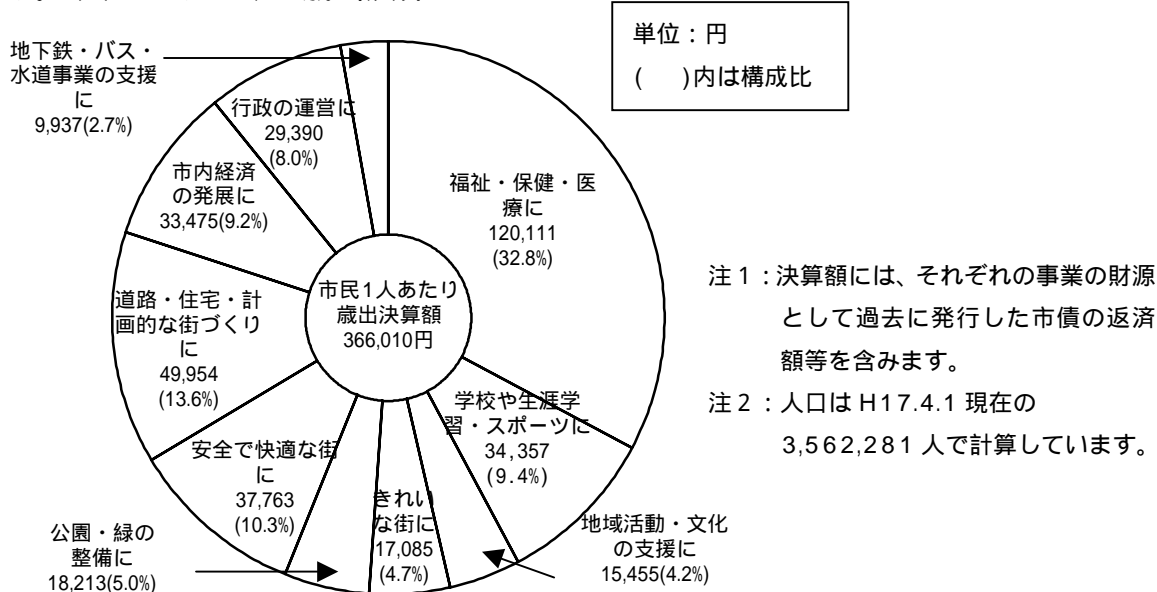 単位：円
(　)内は構成比
地下鉄・バス・
水道事業の支援
に
9,937(2.7%)
行政の運営に
29,390
(8.0%)
市内経済
の発展に
33,475(9.2%)
福祉・保健・医
療に
120,111
(32.8%)
市民1人あたり
歳出決算額
366,010円
道路・住宅・計
画的な街づくり
に
49,954
(13.6%)
学校や生涯学
習・スポーツに
34,357
(9.4%)
安全で快適な街
に
37,763
(10.3%)
きれい
な街に
17,085
(4.7%)
公園・緑の
整備に
18,213(5.0%)
地域活動・文化
の支援に
15,455(4.2%)
注1：決算額には、それぞれの事業の財源
として過去に発行した市債の返済
額等を含みます。
注2：人口はH17.4.1現在の
3,562,281人で計算しています。